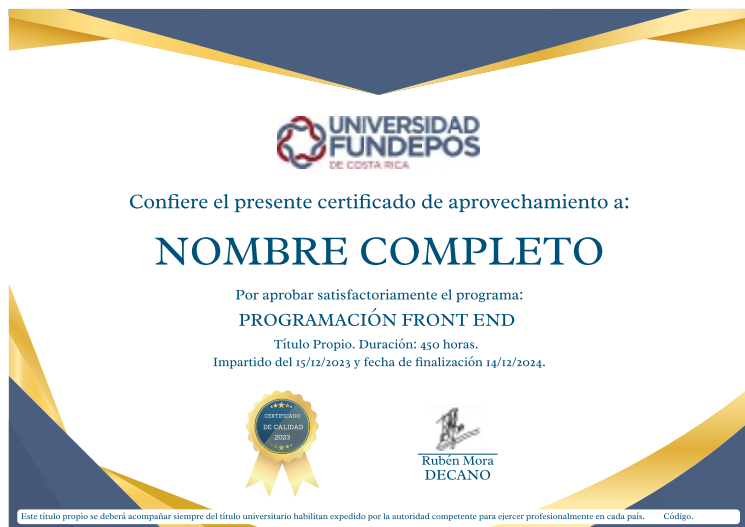 UNIVERSIDAD
FUNDEPOS
DE COSTA RICA
Confiere el presente certificado de aprovechamiento a:
NOMBRE COMPLETO
Por aprobar satisfactoriamente el programa:
PROGRAMACIÓN FRONT END
Título Propio. Duración: 450 horas.
Impartido del 15/12/2023 y fecha de finalización 14/12/2024.
CERTIFICADO
DE CALIDAD
2023
Rubén Mora
DECANO
Este título propio se deberá acompañar siempre del título universitario habilitan expedido por la autoridad competente para ejercer profesionalmente en cada país. Código.